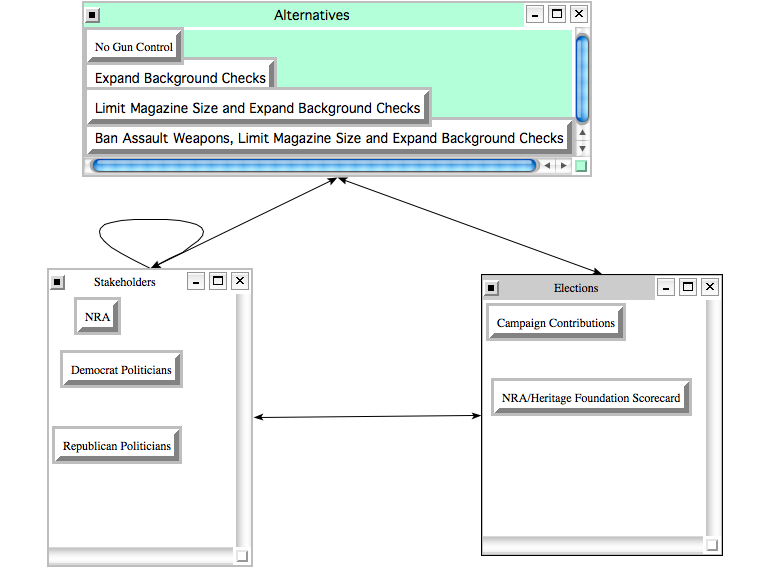 Alternatives
No Gun Control
Expand Background Checks
Limit Magazine Size and Expand Background Checks
Ban Assault Weapons, Limit Magazine Size and Expand Background Checks
Stakeholders
NRA
Democrat Politicians
Republican Politicians
Elections
Campaign Contributions
NRA/Heritage Foundation Scorecard